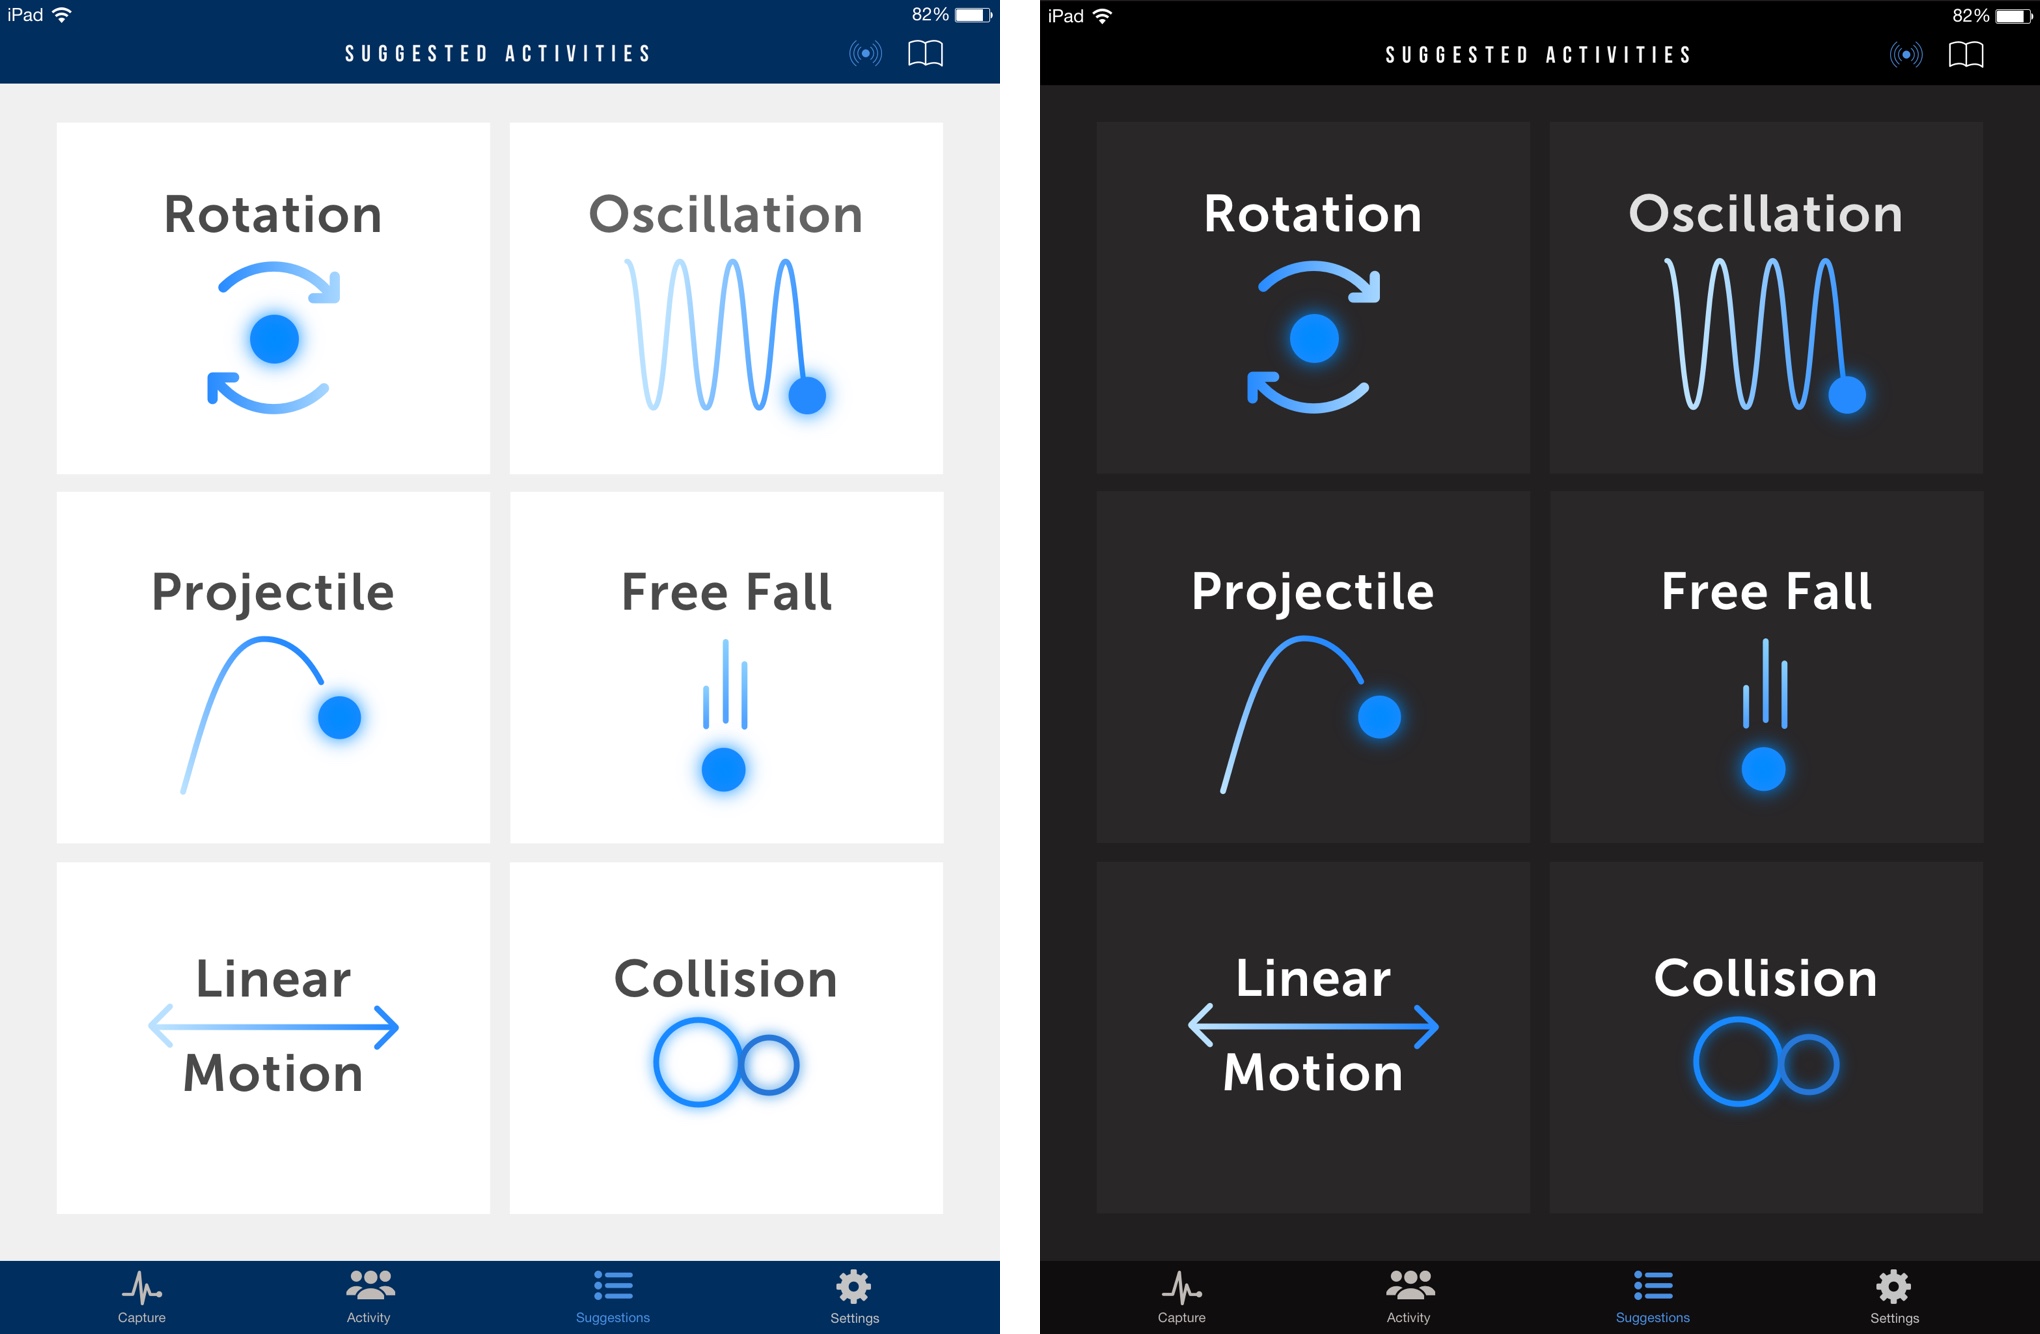 iPad 82%
SUGGESTED ACTIVITIES
Rotation
Oscillation
Projectile
Free Fall
Linear
Motion
Collision
Capture
Activity
Suggestions
Settings
iPad 82%
SUGGESTED ACTIVITIES
Rotation
Oscillation
Projectile
Free Fall
Linear
Motion
Collision
Capture
Activity
Suggestions
Settings